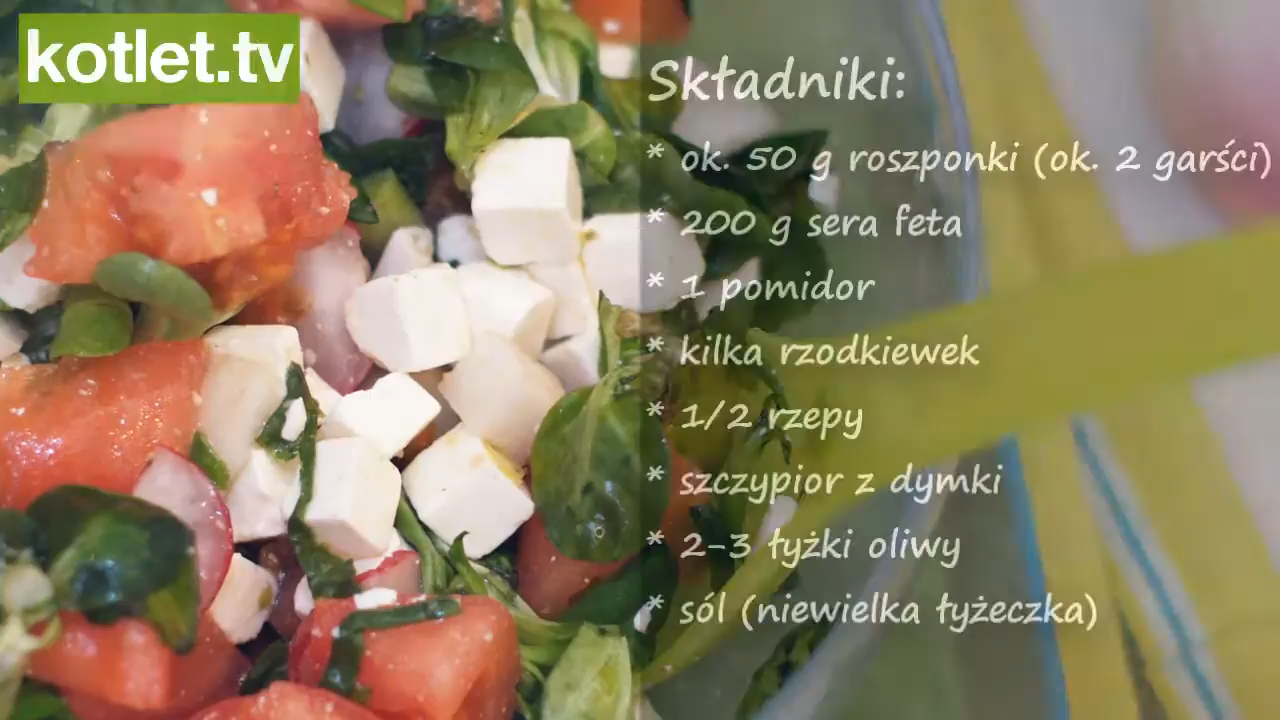 kotlet.tv
Składniki:
* ok. 50 g roszponki (ok. 2 garści)
* 200 g sera feta
* 1 pomidor
* kilka rzodkiewek
* 1/2 rzepy
* szczypior z dymki
* 2-3 łyżki oliwy
* sól (niewielka łyżeczka)